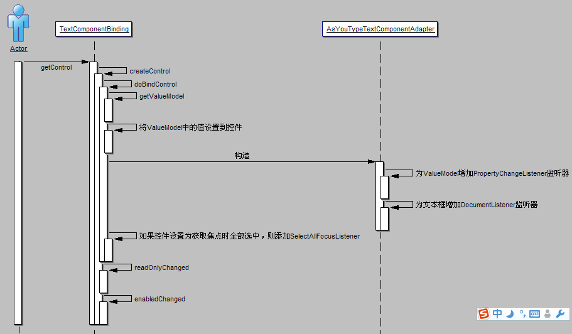 TextComponentBinding
AsYouTypeTextComponentAdapter
Actor
getControl
createControl
doBindControl
getValueModel
将ValueModel中的值设置到控件
构造
为ValueModel增加PropertyChangeListener监听器
为文本框增加DocumentListener监听器
如果控件设置为获取焦点时全部选中，则添加SelectAllFocusListener
readOnlyChanged
enabledChanged
中